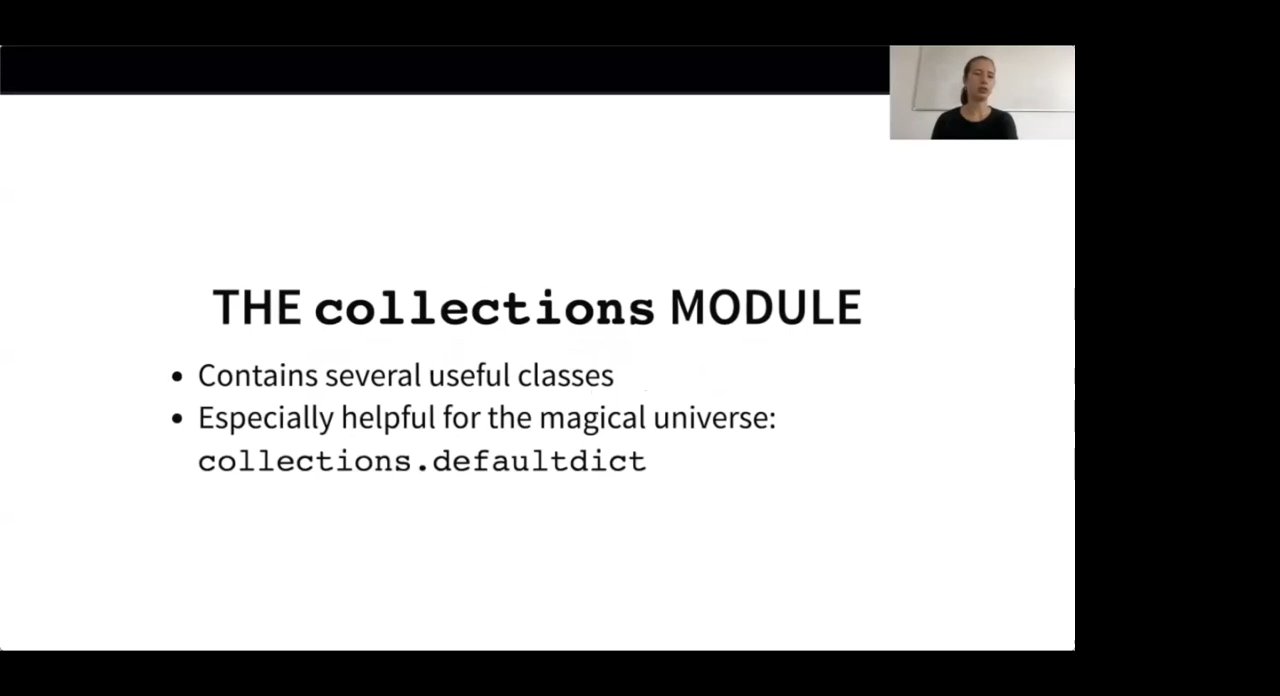 THE collections MODULE
• Contains several useful classes
• Especially helpful for the magical universe:
collections.defaultdict